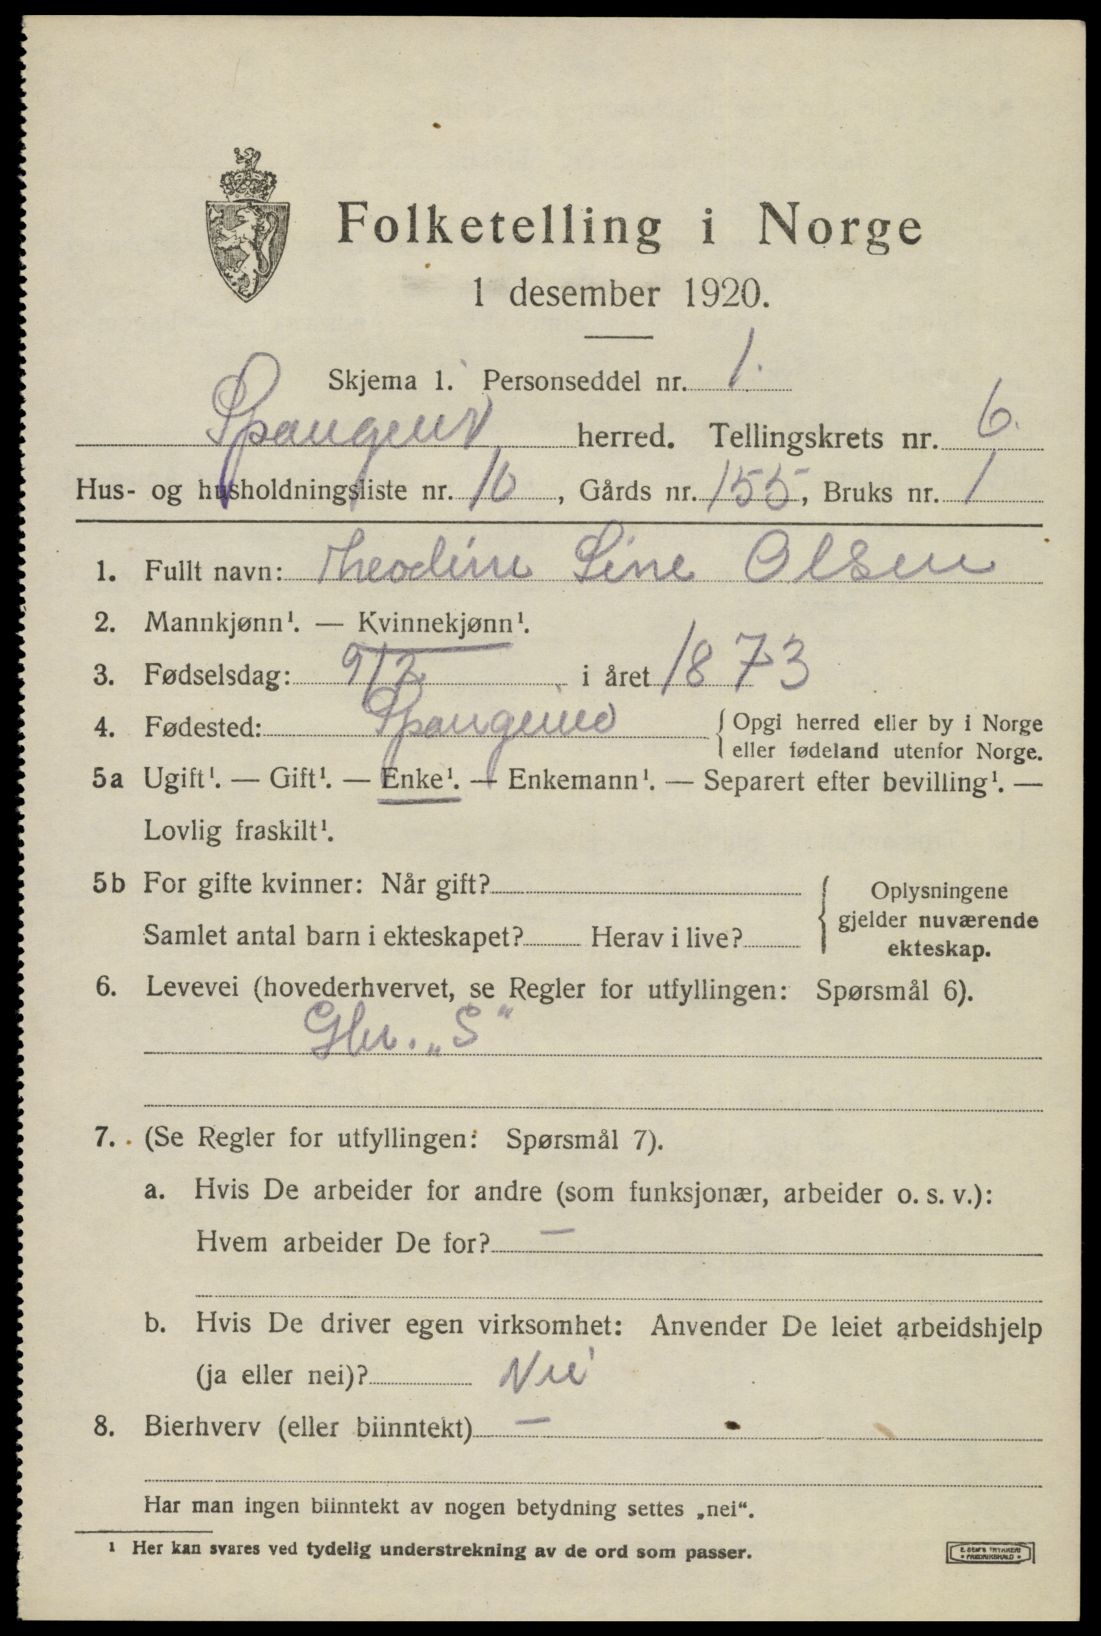 Folketelling i Norge
1 desember 1920.
Skjema 1. Personseddel nr. 1.
herred. Tellingskrets nr. 6.
Hus- og husholdningsliste nr. 10, Gårds nr. 155, Bruks nr. 1
1. Fullt navn: Theodine Sine Olsen
2. Mannkjønn¹. — Kvinnekjønn¹.
3. Fødselsdag: 9/2 i året 1873
4. Fødested: Spangereid { Opgi herred eller by i Norge
eller fødeland utenfor Norge.
5a Ugift¹. — Gift¹. — Enke¹. — Enkemann¹. — Separert efter bevilling¹. —
Lovlig fraskilt¹.
5b For gifte kvinner: Når gift?
Samlet antal barn i ekteskapet? Herav i live?
{ Oplysningene
gjelder nuværende
ekteskap.
6. Levevei (hovederhvervet, se Regler for utfyllingen: Spørsmål 6).
Gbr. „S“
7. (Se Regler for utfyllingen: Spørsmål 7).
a. Hvis De arbeider for andre (som funksjonær, arbeider o. s. v.):
Hvem arbeider De for? —
b. Hvis De driver egen virksomhet: Anvender De leiet arbeidshjelp
(ja eller nei)? Nei
8. Bierhverv (eller biinntekt) —
Har man ingen biinntekt av nogen betydning settes „nei“.
¹ Her kan svares ved tydelig understrekning av de ord som passer.
E. SEM'S TRYKKERI
FREDRIKSHALD